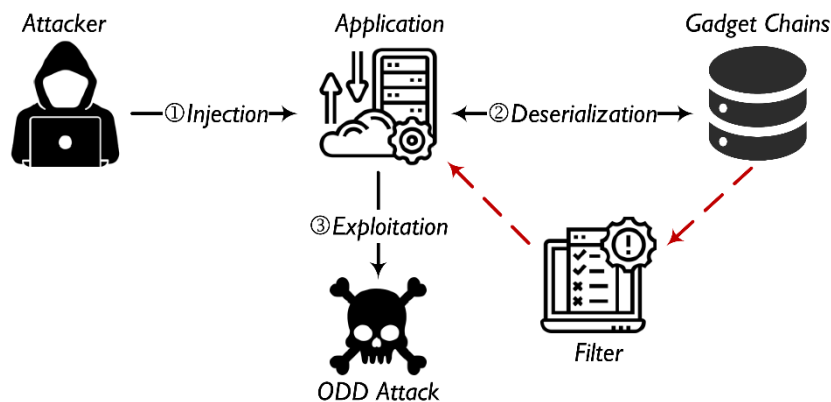 Attacker
Application
Gadget Chains
①Injection
②Deserialization
③Exploitation
Filter
ODD Attack